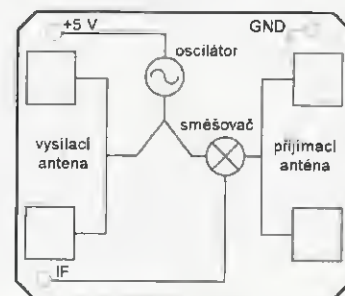 +5 V
GND
oscilátor
směšovač
vysílací
antena
přijímací
anténa
IF